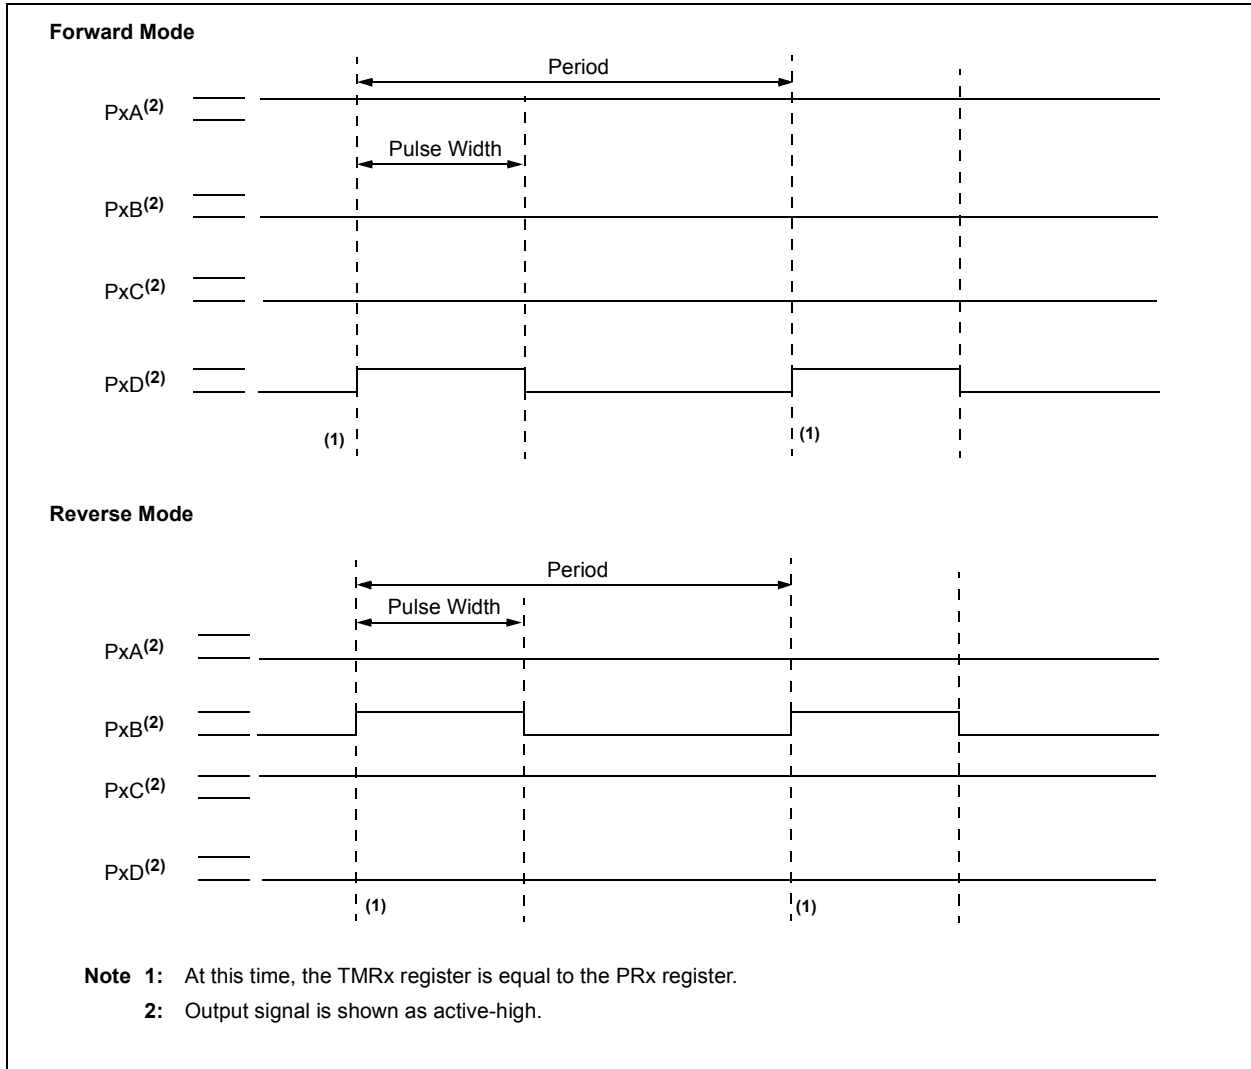 Forward Mode
Period
PxA(2)
Pulse Width
PxB(2)
PxC(2)
PxD(2)
(1) (1)
Reverse Mode
Period
Pulse Width
PxA(2)
PxB(2)
PxC(2)
PxD(2)
(1) (1)
Note 1: At this time, the TMRx register is equal to the PRx register.
2: Output signal is shown as active-high.